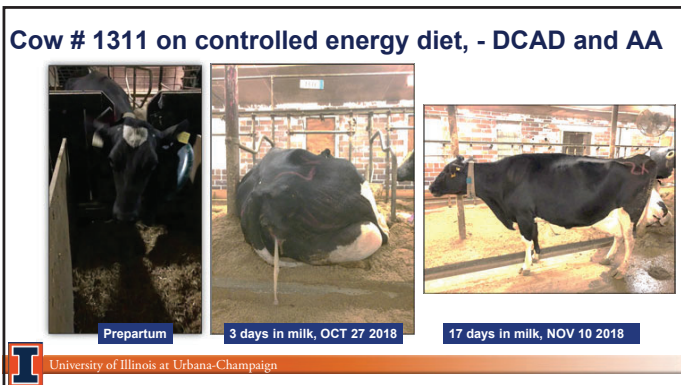 Cow # 1311 on controlled energy diet, - DCAD and AA
Prepartum
3 days in milk, OCT 27 2018
17 days in milk, NOV 10 2018
I
University of Illinois at Urbana-Champaign